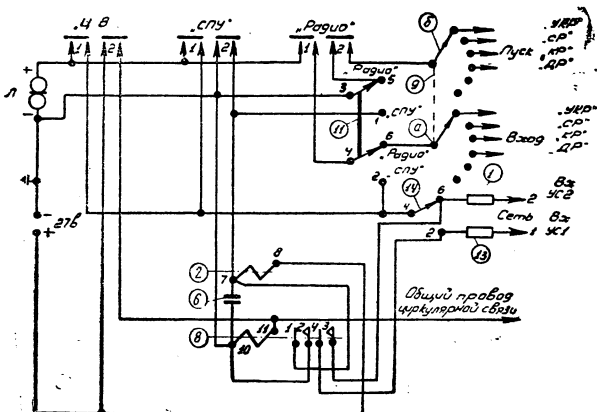 „Ц В
1 2
„СПУ"
1 2
„Радио"
1 2
б
„УКР"
„СР"
„КР"
„ДР"
Пуск
+
Л
-
„Радио"
3 5
9
11
„СПУ"
1
а
4 6
„Радио"
„СПУ"
2
„УКР"
„СР"
„КР"
„ДР"
Вход
14
4 6
1
2
Вх
УС2
Сеть
Вх
2
13
1
УС1
-
+ 27в
2
8
7
6
Общий провод
циркулярной связи
8
11
10
1 2 4 3